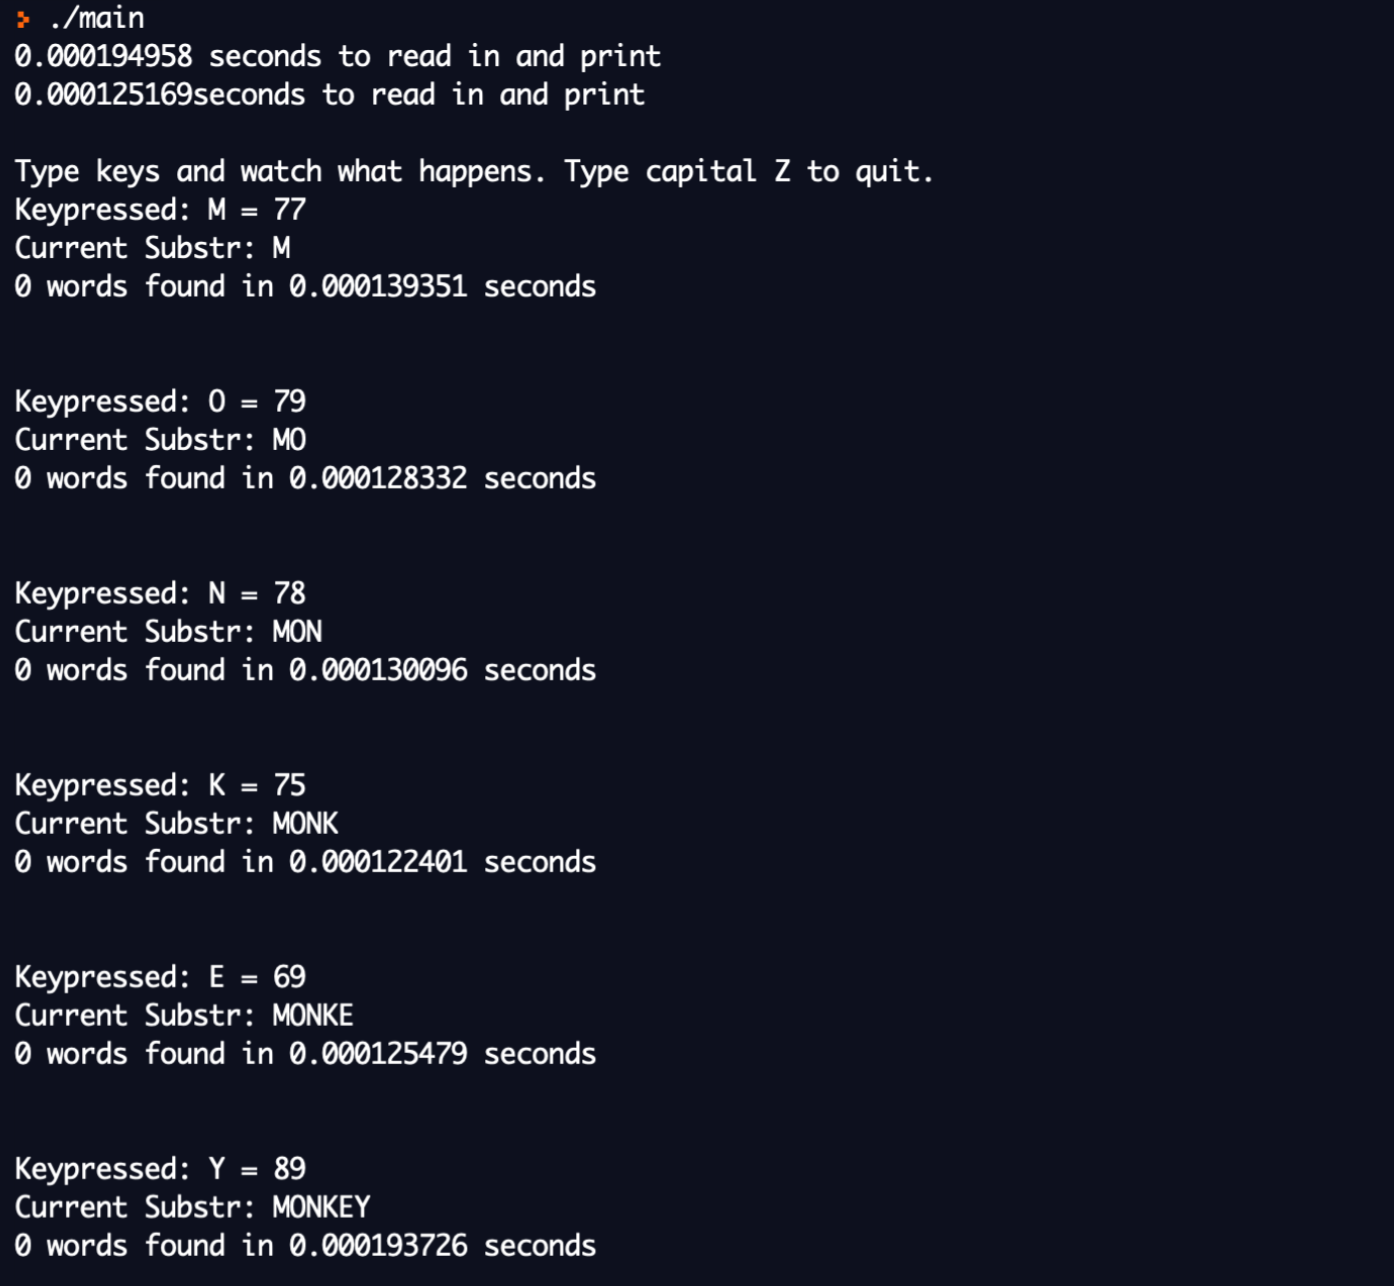 > ./main
0.000194958 seconds to read in and print
0.000125169seconds to read in and print
Type keys and watch what happens. Type capital Z to quit.
Keypressed: M = 77
Current Substr: M
0 words found in 0.000139351 seconds
Keypressed: O = 79
Current Substr: MO
0 words found in 0.000128332 seconds
Keypressed: N = 78
Current Substr: MON
0 words found in 0.000130096 seconds
Keypressed: K = 75
Current Substr: MONK
0 words found in 0.000122401 seconds
Keypressed: E = 69
Current Substr: MONKE
0 words found in 0.000125479 seconds
Keypressed: Y = 89
Current Substr: MONKEY
0 words found in 0.000193726 seconds